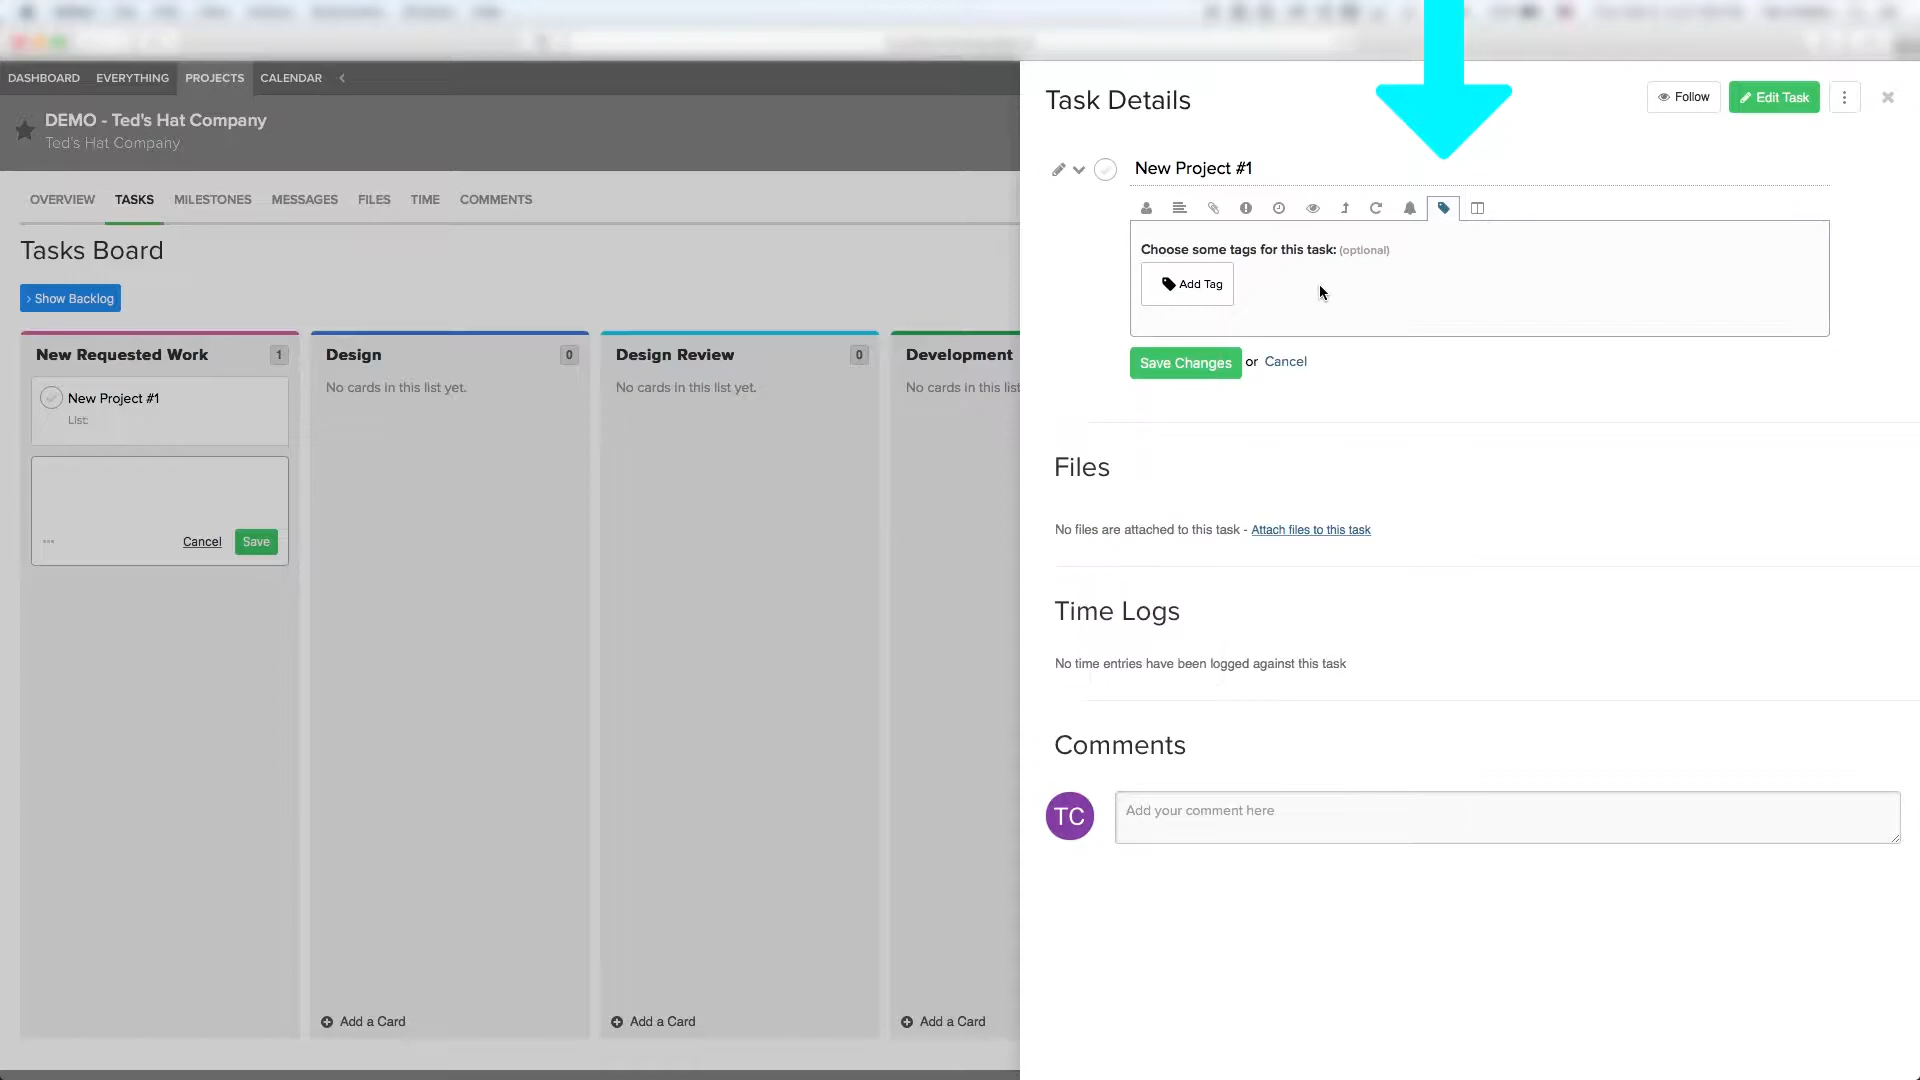 DASHBOARD EVERYTHING PROJECTS CALENDAR
DEMO - Ted's Hat Company
Ted's Hat Company
OVERVIEW TASKS MILESTONES MESSAGES FILES TIME COMMENTS
Tasks Board
Show Backlog
New Requested Work 1
New Project #1
List:
Cancel Save
Design 0
No cards in this list yet.
Add a Card
Design Review 0
No cards in this list yet.
Add a Card
Development
No cards in this list
Add a Card
Task Details
Follow Edit Task
New Project #1
Choose some tags for this task: (optional)
Add Tag
Save Changes or Cancel
Files
No files are attached to this task - Attach files to this task
Time Logs
No time entries have been logged against this task
Comments
TC
Add your comment here